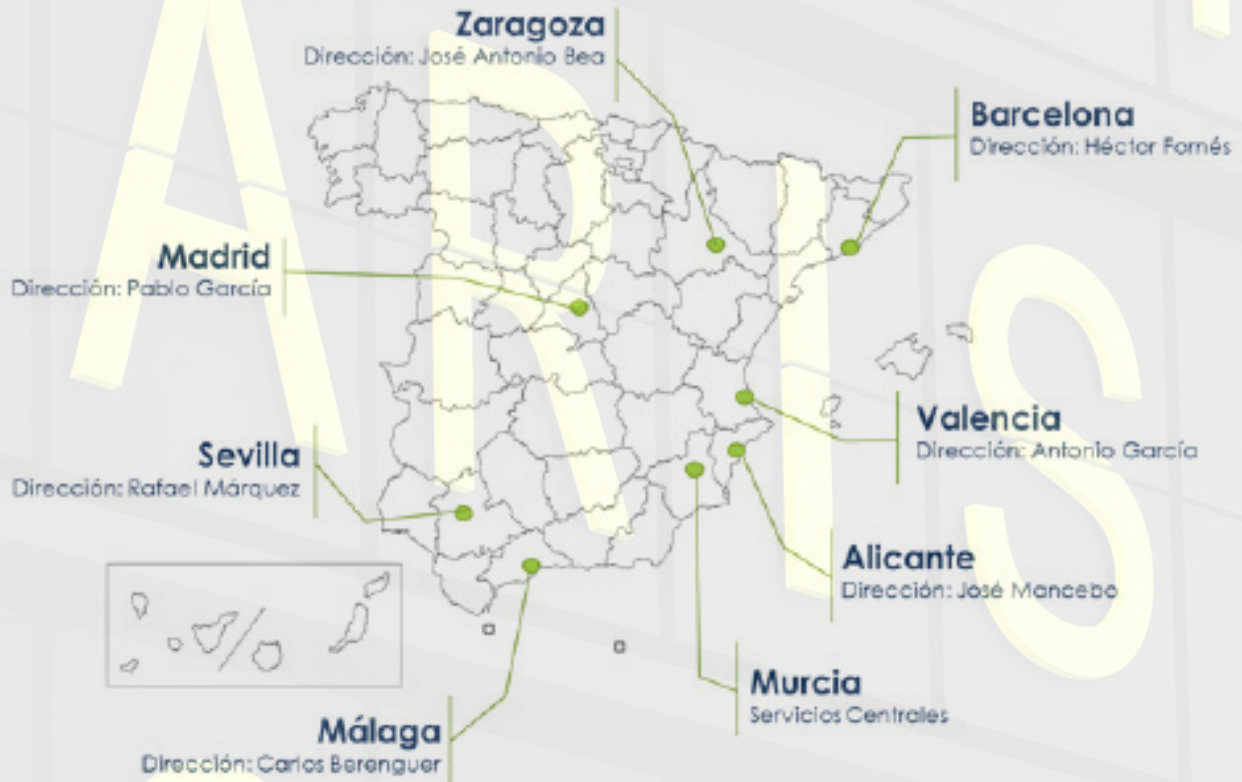 Zaragoza
Dirección: José Antonio Bea
Barcelona
Dirección: Héctor Fornés
Madrid
Dirección: Pablo García
Valencia
Dirección: Antonio García
Sevilla
Dirección: Rafael Márquez
Alicante
Dirección: José Mancebo
Murcia
Servicios Centrales
Málaga
Dirección: Carlos Berenguer
ARIS